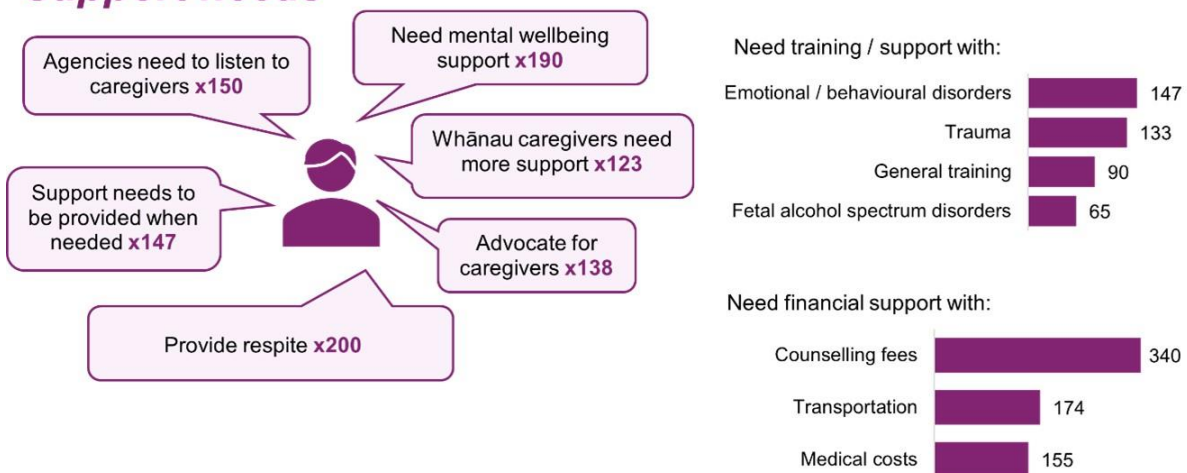 Agencies need to listen to
caregivers x150
Need mental wellbeing
support x190
Whānau caregivers need
more support x123
Support needs to
be provided when
needed x147
Advocate for
caregivers x138
Provide respite x200
Need training / support with:
Emotional / behavioural disorders 147
Trauma 133
General training 90
Fetal alcohol spectrum disorders 65
Need financial support with:
Counselling fees 340
Transportation 174
Medical costs 155